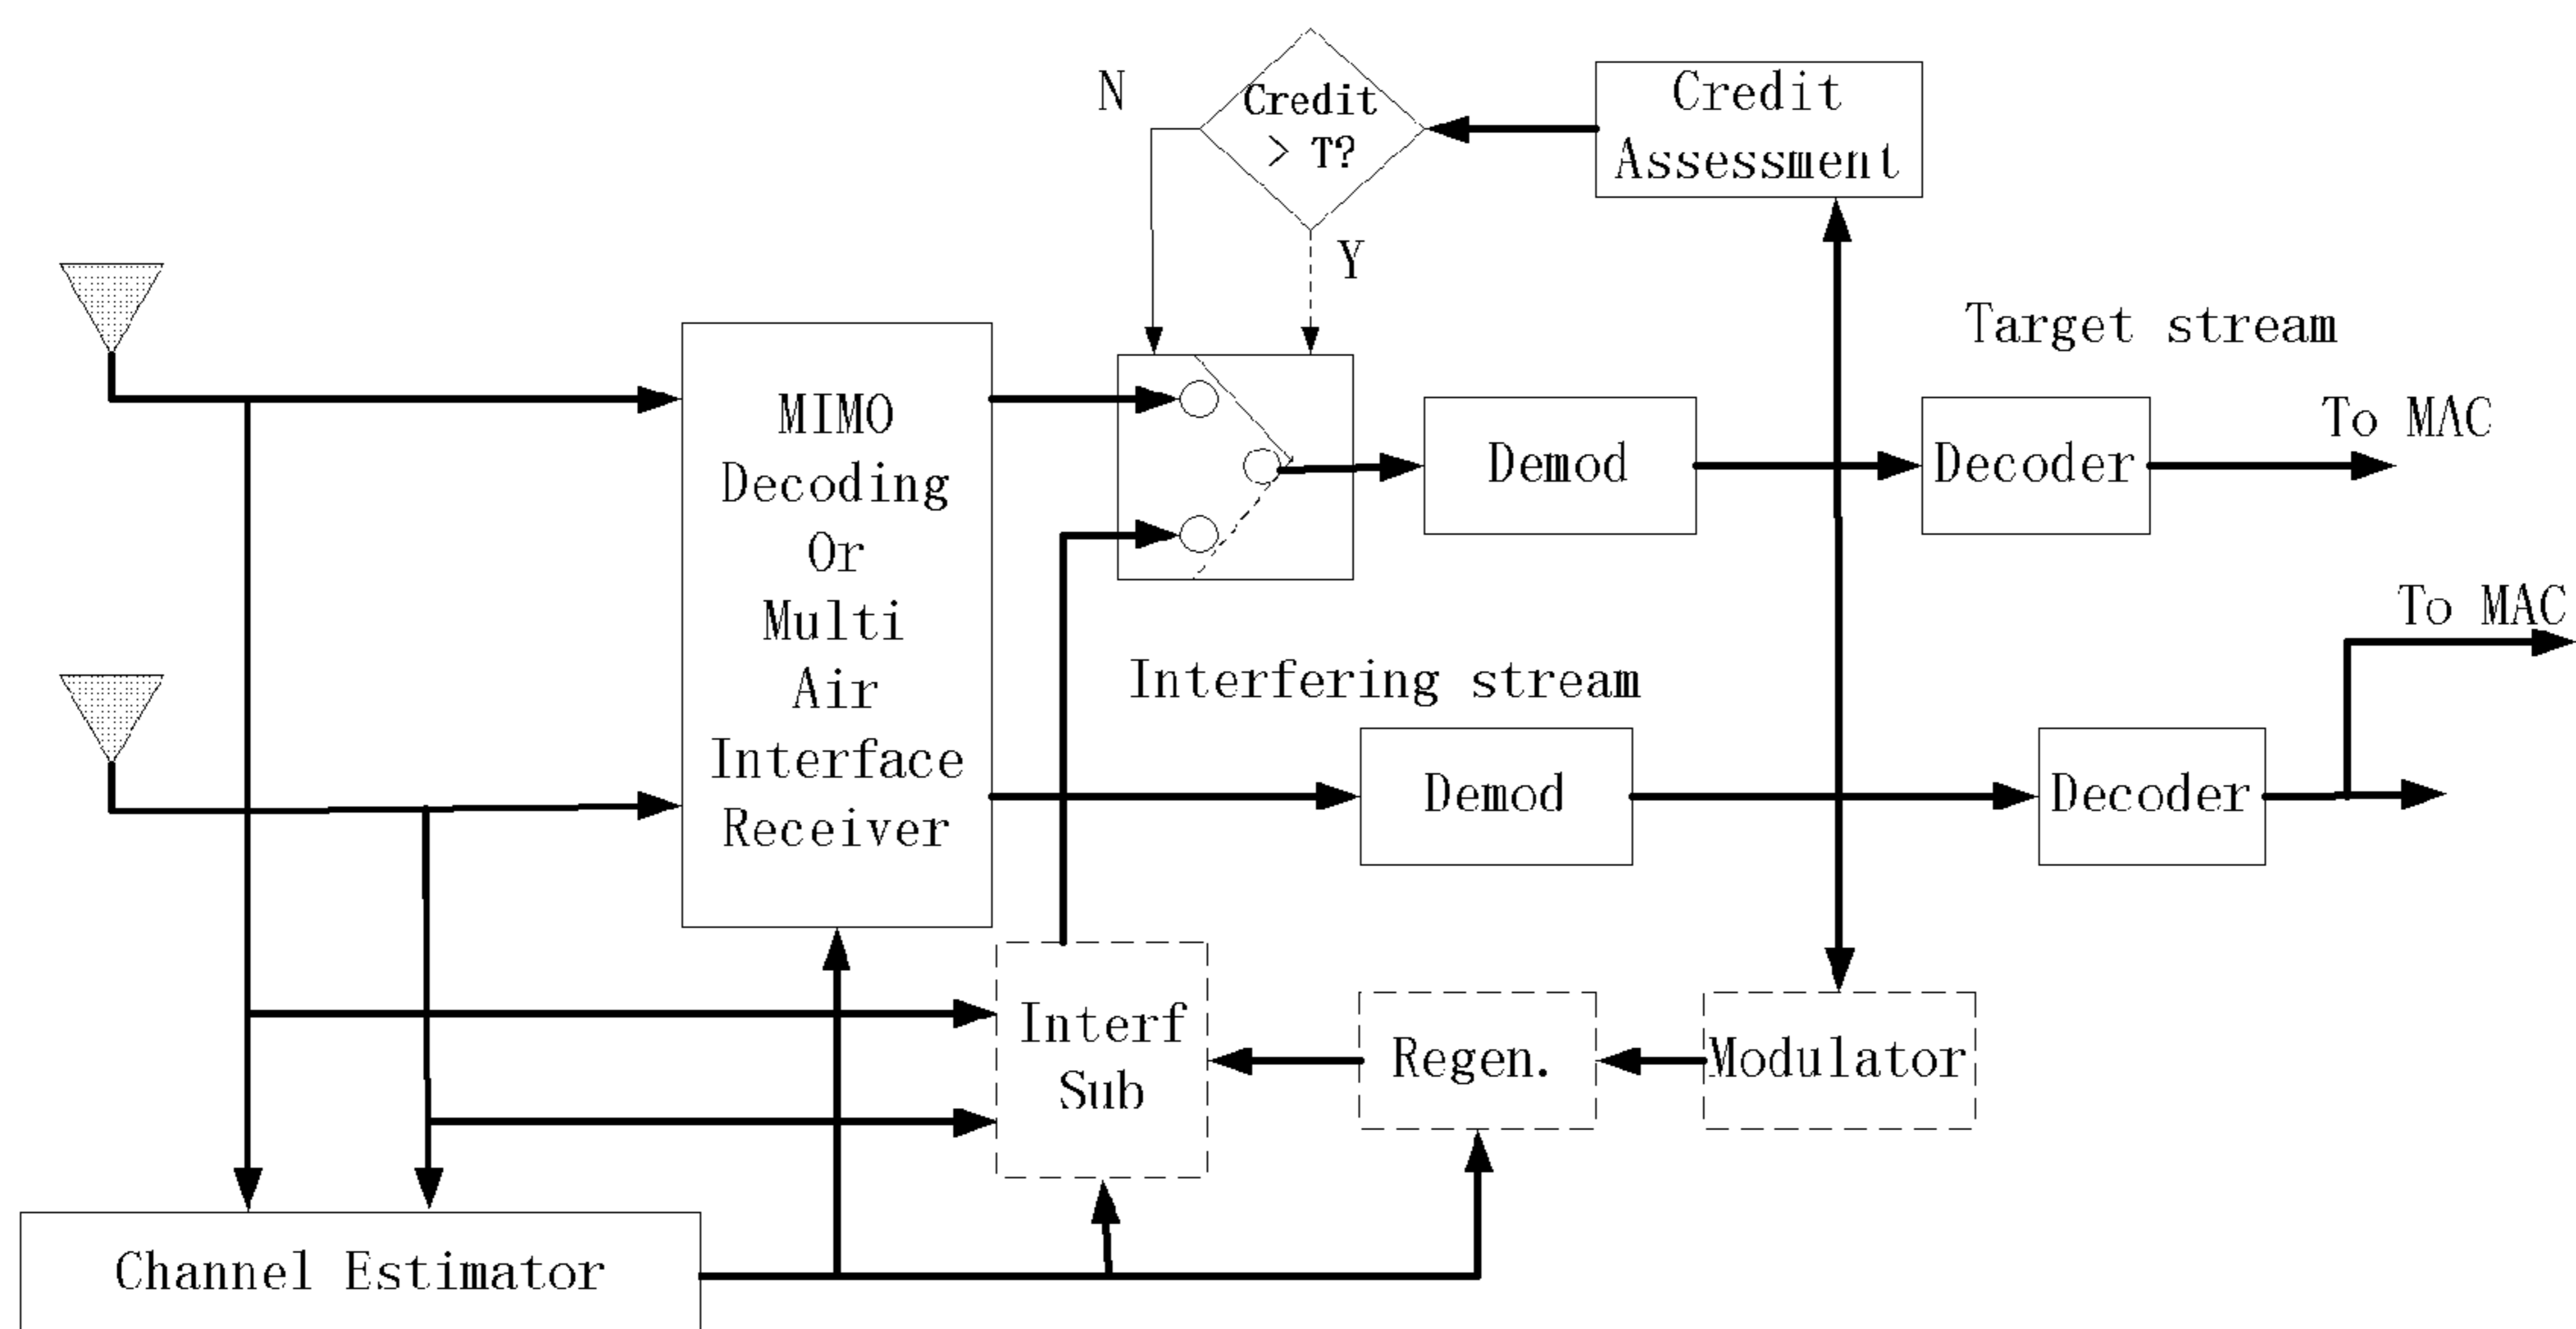 N
Credit
> T?
Credit
Assessment
Y
Target stream
MIMO
Decoding
Or
Multi
Air
Interface
Receiver
Demod
Decoder
To MAC
Interfering stream
Demod
Decoder
To MAC
Interf
Sub
Regen.
Modulator
Channel Estimator